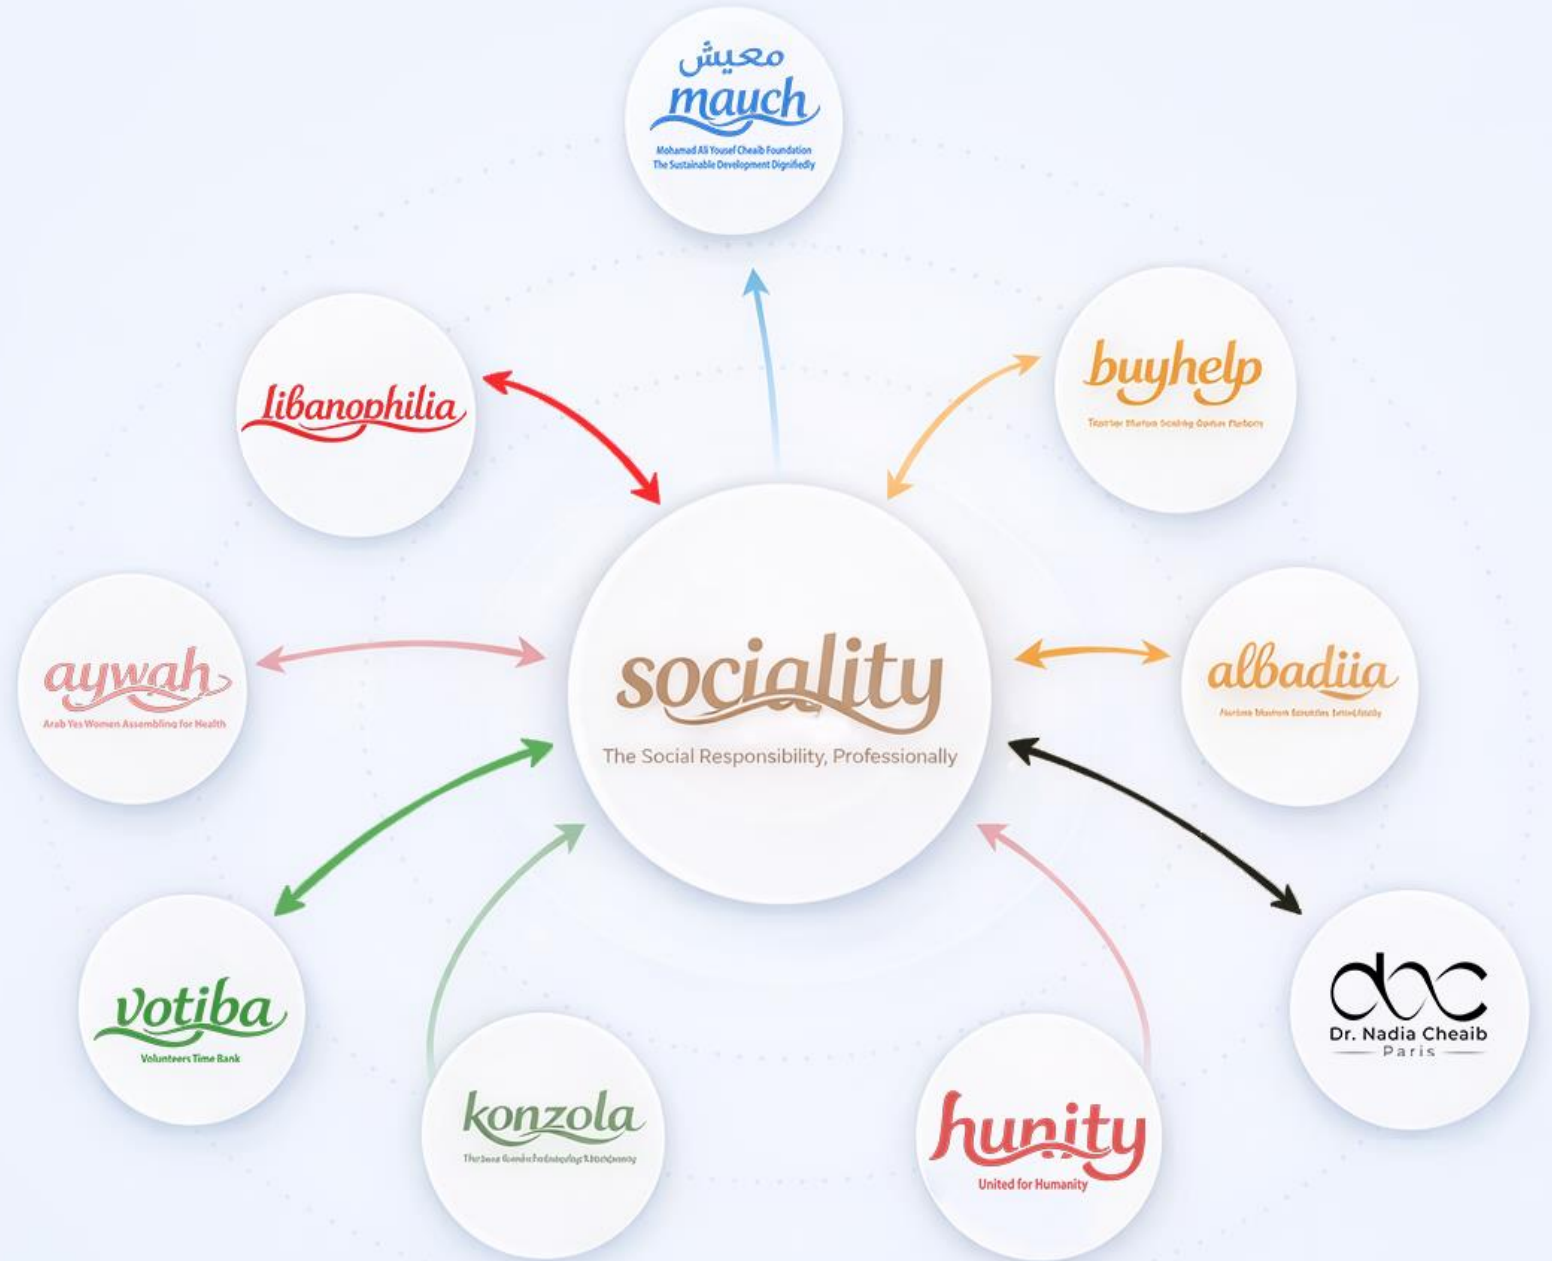 معيش
mauch
Mohamad Ali Yousef Cheaib Foundation
The Sustainable Development Dignifiedly
libanophilia
buyhelp
aywah
Arab Yes Women Assembling for Health
sociality
The Social Responsibility, Professionally
albadiia
votiba
Volunteers Time Bank
konzola
hunity
United for Humanity
Dr. Nadia Cheaib
Paris